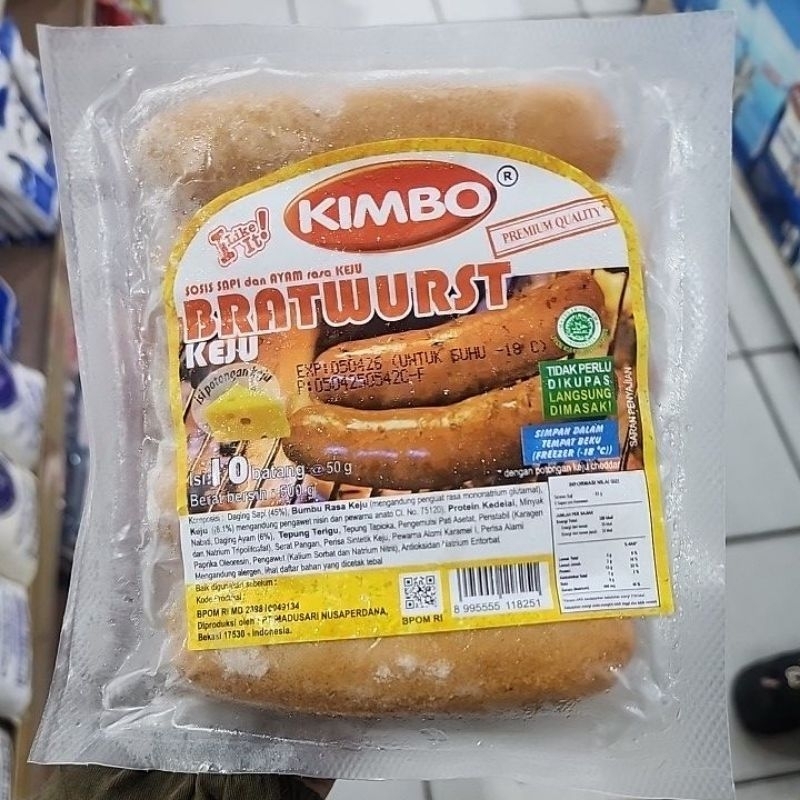 I Like It!
KIMBO ®
PREMIUM QUALITY *
SOSIS SAPI dan AYAM rasa KEJU
BRATWURST
KEJU
isi potongan keju
EXP:050426 (UNTUK SUHU -18 C)
P:0504250542C-F
TIDAK PERLU
DIKUPAS
LANGSUNG
DIMASAK!
SIMPAN DALAM
TEMPAT BEKU
(FREEZER (-18 °C))
SARAN PENYAJIAN
* dengan potongan keju cheddar
Isi: 10 batang @ 50 g
Berat bersih : 500 g
Komposisi : Daging Sapi (45%), Bumbu Rasa Keju (mengandung penguat rasa mononatrium glutamat),
Keju (6.1%) mengandung pengawet nisin dan pewarna anato CI. No. 75120), Protein Kedelai, Minyak
Nabati, Daging Ayam (6%), Tepung Terigu, Tepung Tapioka, Pengemulsi Pati Asetat, Penstabil (Karagen
dan Natrium Tripolifosfat), Serat Pangan, Perisa Sintetik Keju, Pewarna Alami Karamel I, Perisa Alami
Paprika Oleoresin, Pengawet (Kalium Sorbat dan Natrium Nitrit), Antioksidan Natrium Eritorbat.
Mengandung alergen, lihat daftar bahan yang dicetak tebal
Baik digunakan sebelum :
Kode Produksi :
BPOM RI MD
Diproduksi oleh : PT MADUSARI NUSAPERDANA,
Bekasi 17530 - Indonesia.
BPOM RI
8 995555 118251
INFORMASI NILAI GIZI
JUMLAH PER SAJIAN